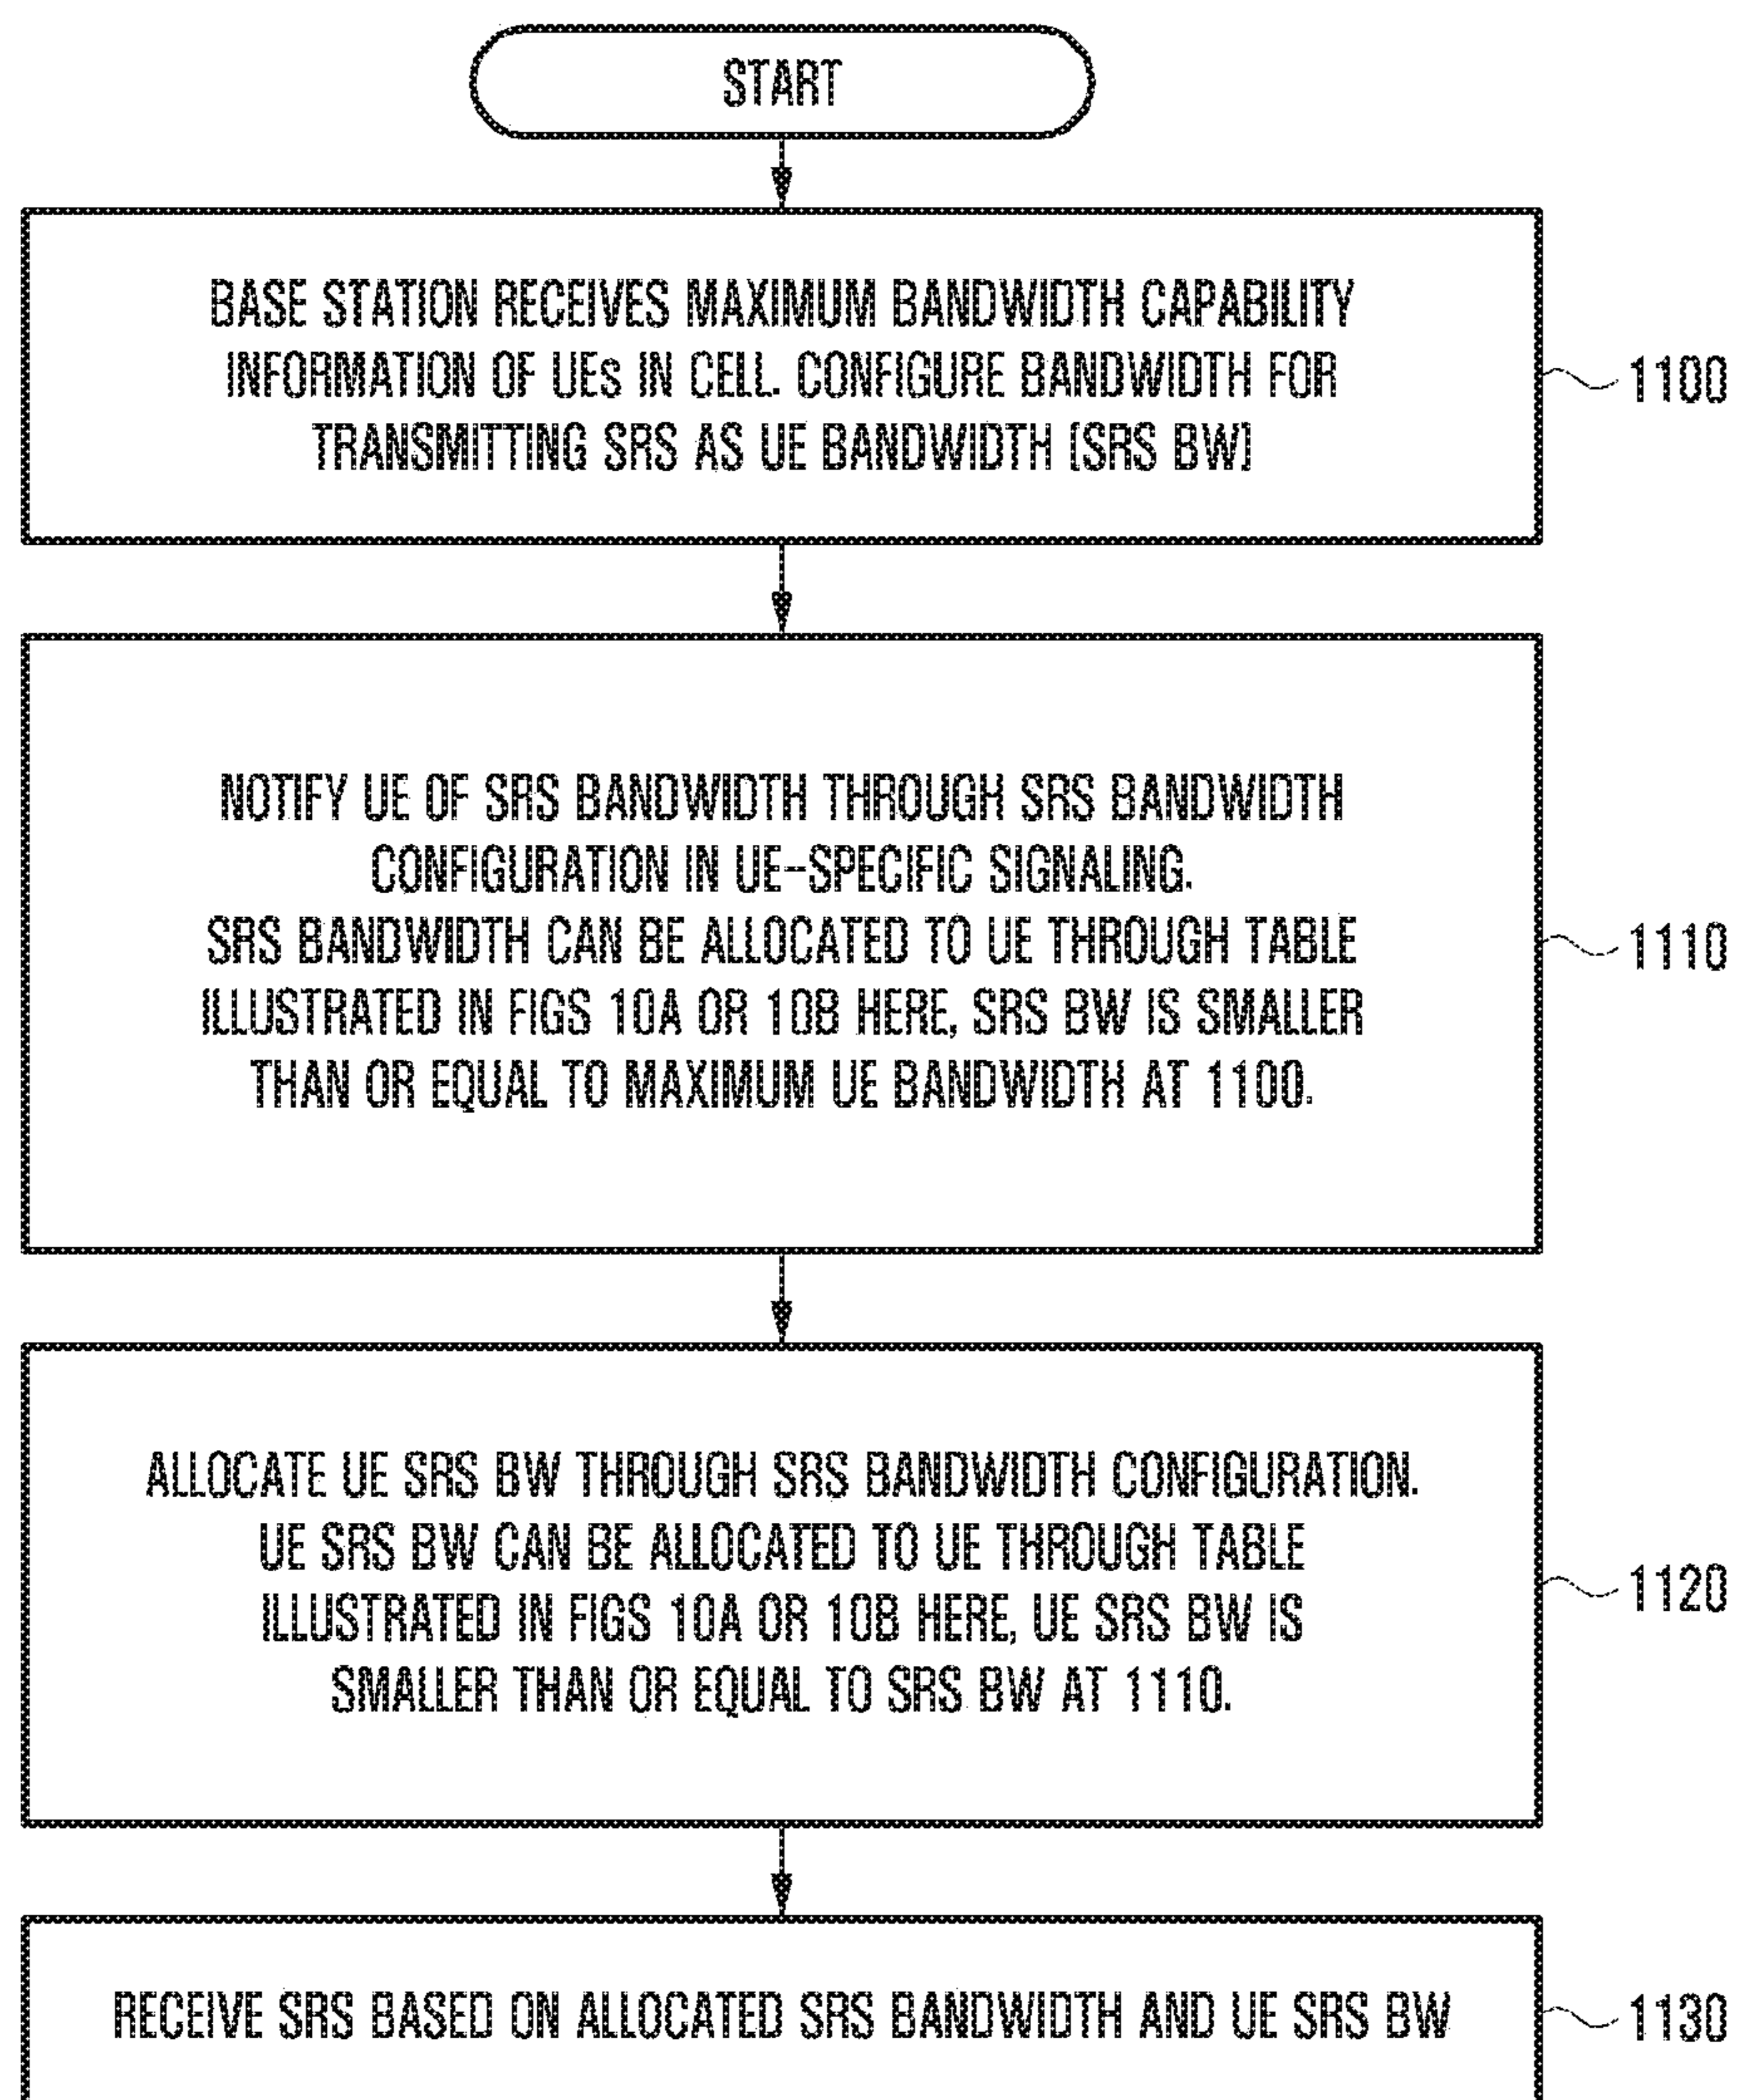 START
BASE STATION RECEIVES MAXIMUM BANDWIDTH CAPABILITY
INFORMATION OF UEs IN CELL. CONFIGURE BANDWIDTH FOR
TRANSMITTING SRS AS UE BANDWIDTH [SRS BW]
1100
NOTIFY UE OF SRS BANDWIDTH THROUGH SRS BANDWIDTH
CONFIGURATION IN UE-SPECIFIC SIGNALING.
SRS BANDWIDTH CAN BE ALLOCATED TO UE THROUGH TABLE
ILLUSTRATED IN FIGS 10A OR 10B HERE, SRS BW IS SMALLER
THAN OR EQUAL TO MAXIMUM UE BANDWIDTH AT 1100.
1110
ALLOCATE UE SRS BW THROUGH SRS BANDWIDTH CONFIGURATION.
UE SRS BW CAN BE ALLOCATED TO UE THROUGH TABLE
ILLUSTRATED IN FIGS 10A OR 10B HERE, UE SRS BW IS
SMALLER THAN OR EQUAL TO SRS BW AT 1110.
1120
RECEIVE SRS BASED ON ALLOCATED SRS BANDWIDTH AND UE SRS BW
1130